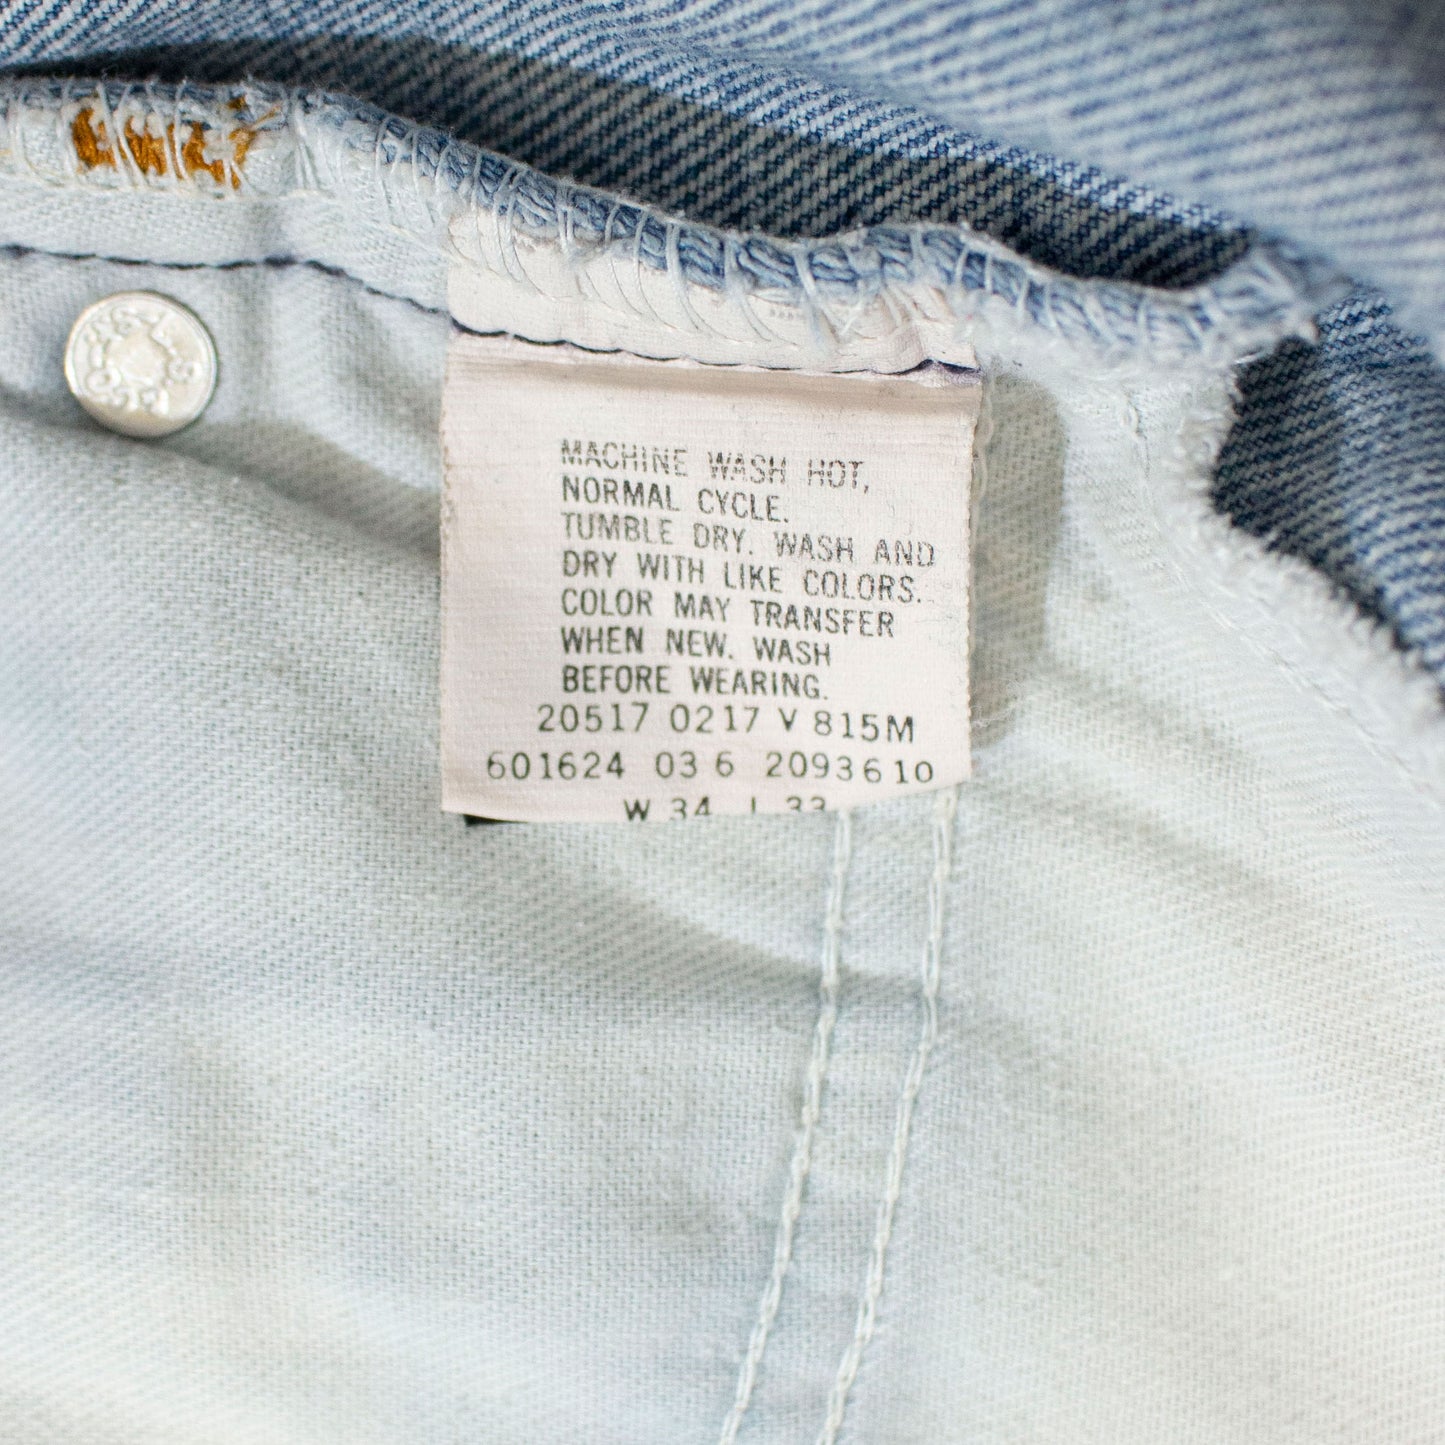 MACHINE WASH HOT,
NORMAL CYCLE.
TUMBLE DRY. WASH AND
DRY WITH LIKE COLORS.
COLOR MAY TRANSFER
WHEN NEW. WASH
BEFORE WEARING.
20517 0217 V 815M
601624 03 6 2093610
W 34 L 33